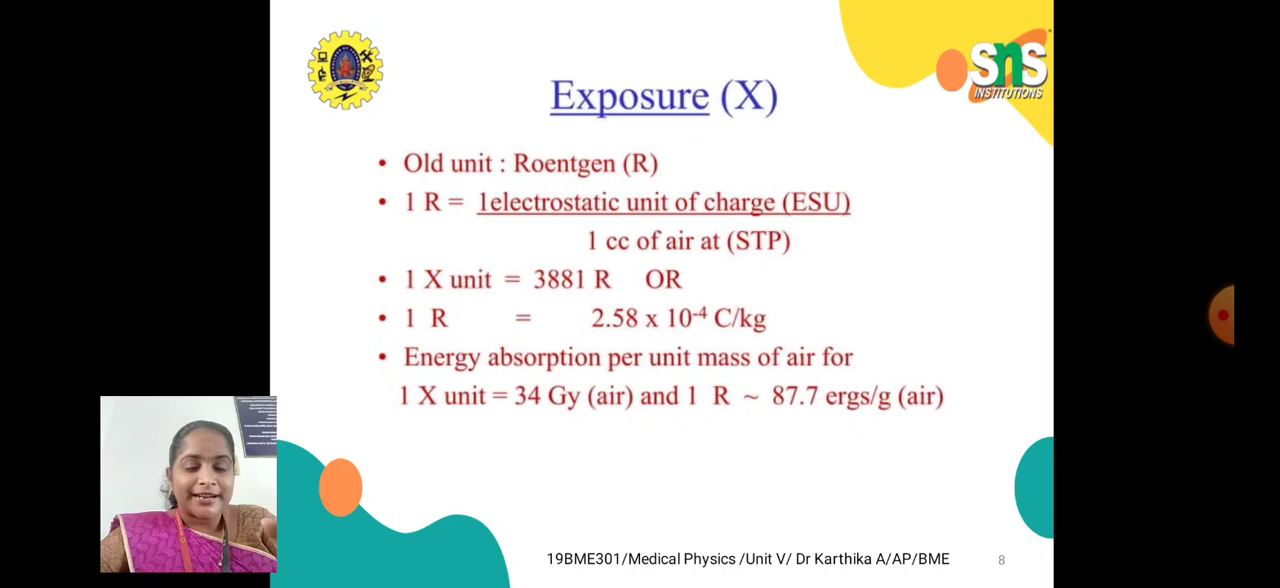 SNS
INSTITUTIONS
Exposure (X)
• Old unit : Roentgen (R)
• 1 R = 1electrostatic unit of charge (ESU)
1 cc of air at (STP)
• 1 X unit = 3881 R OR
• 1 R = 2.58 x 10⁻⁴ C/kg
• Energy absorption per unit mass of air for
1 X unit = 34 Gy (air) and 1 R ~ 87.7 ergs/g (air)
19BME301/Medical Physics /Unit V/ Dr Karthika A/AP/BME
8